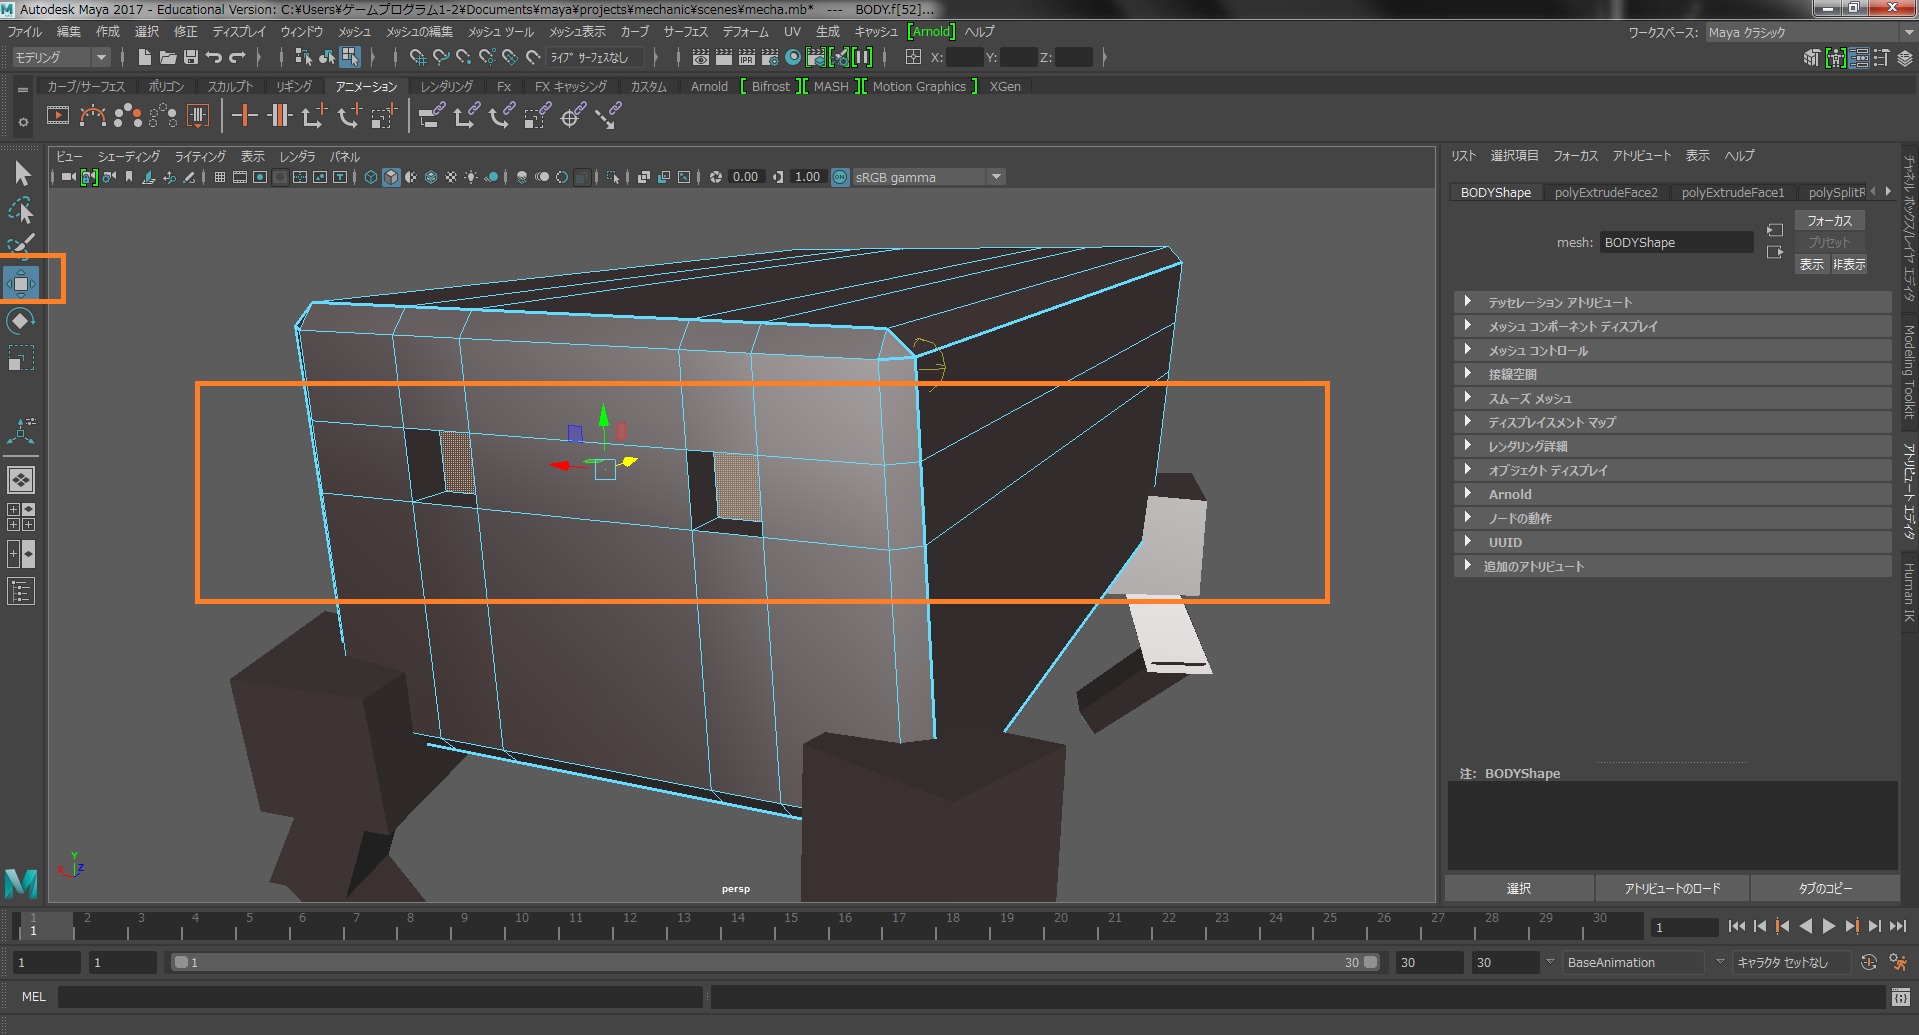 Autodesk Maya 2017 - Educational Version: C:¥Users¥ゲームプログラム1-2¥Documents¥maya¥projects¥mechanic¥scenes¥mecha.mb*   ---   BODY.f[52]...
ファイル 編集 作成 選択 修正 ディスプレイ ウィンドウ メッシュ メッシュの編集 メッシュ ツール メッシュ表示 カーブ サーフェス デフォーム UV 生成 キャッシュ [Arnold] ヘルプ
ワークスペース: Maya クラシック
モデリング
ライブ サーフェスなし
IPR
X: Y: Z:
カーブ/サーフェス ポリゴン スカルプト リギング アニメーション レンダリング Fx FX キャッシング カスタム Arnold [ Bifrost ][ MASH ][ Motion Graphics ] XGen
ビュー シェーディング ライティング 表示 レンダラ パネル
0.00 1.00 ON sRGB gamma
リスト 選択項目 フォーカス アトリビュート 表示 ヘルプ
BODYShape polyExtrudeFace2 polyExtrudeFace1 polySplitR
mesh: BODYShape
フォーカス
プリセット
表示 非表示
テッセレーション アトリビュート
メッシュ コンポーネント ディスプレイ
メッシュ コントロール
接線空間
スムーズ メッシュ
ディスプレイスメント マップ
レンダリング詳細
オブジェクト ディスプレイ
Arnold
ノードの動作
UUID
追加のアトリビュート
注: BODYShape
選択 アトリビュートのロード タブのコピー
チャネル ボックス/レイヤ エディタ
Modeling Toolkit
アトリビュート エディタ
Human IK
Y
X Z
persp
M
1 2 3 4 5 6 7 8 9 10 11 12 13 14 15 16 17 18 19 20 21 22 23 24 25 26 27 28 29 30
1
1
1 1 1 30 30 30 BaseAnimation キャラクタ セットなし
MEL